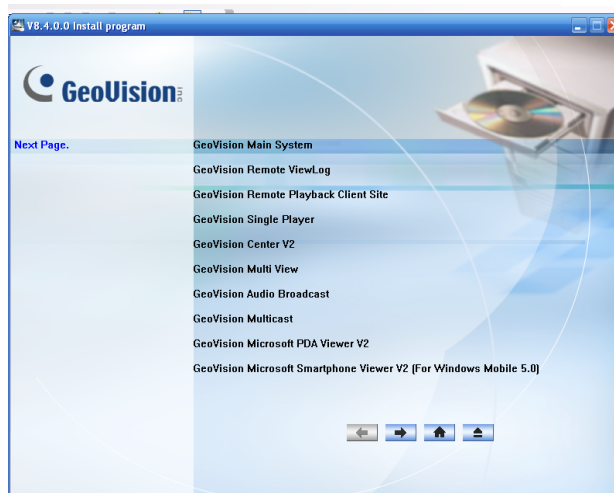 V8.4.0.0 Install program
GeoVision inc
Next Page.
GeoVision Main System
GeoVision Remote ViewLog
GeoVision Remote Playback Client Site
GeoVision Single Player
GeoVision Center V2
GeoVision Multi View
GeoVision Audio Broadcast
GeoVision Multicast
GeoVision Microsoft PDA Viewer V2
GeoVision Microsoft Smartphone Viewer V2 (For Windows Mobile 5.0)